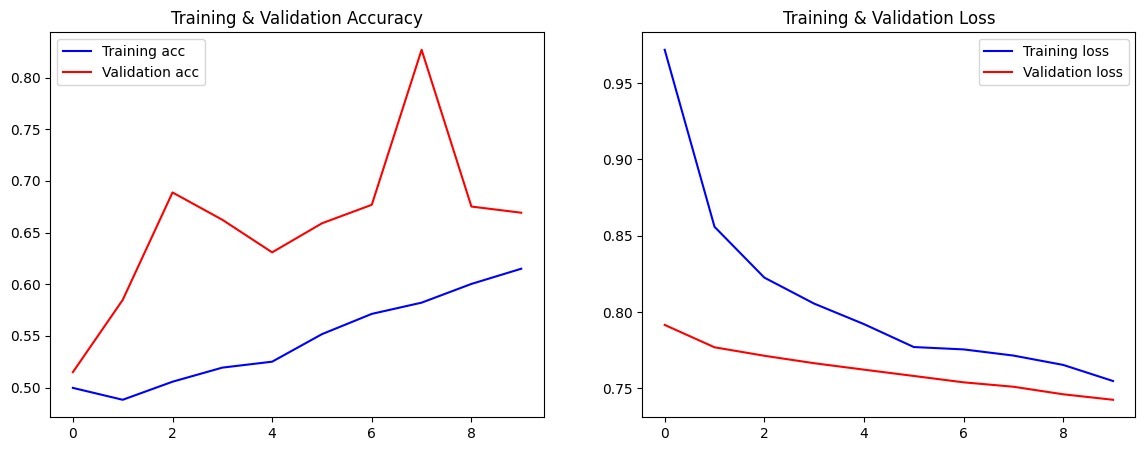 Training & Validation Accuracy
Training acc
Validation acc
0.80
0.75
0.70
0.65
0.60
0.55
0.50
0 2 4 6 8
Training & Validation Loss
Training loss
Validation loss
0.95
0.90
0.85
0.80
0.75
0 2 4 6 8